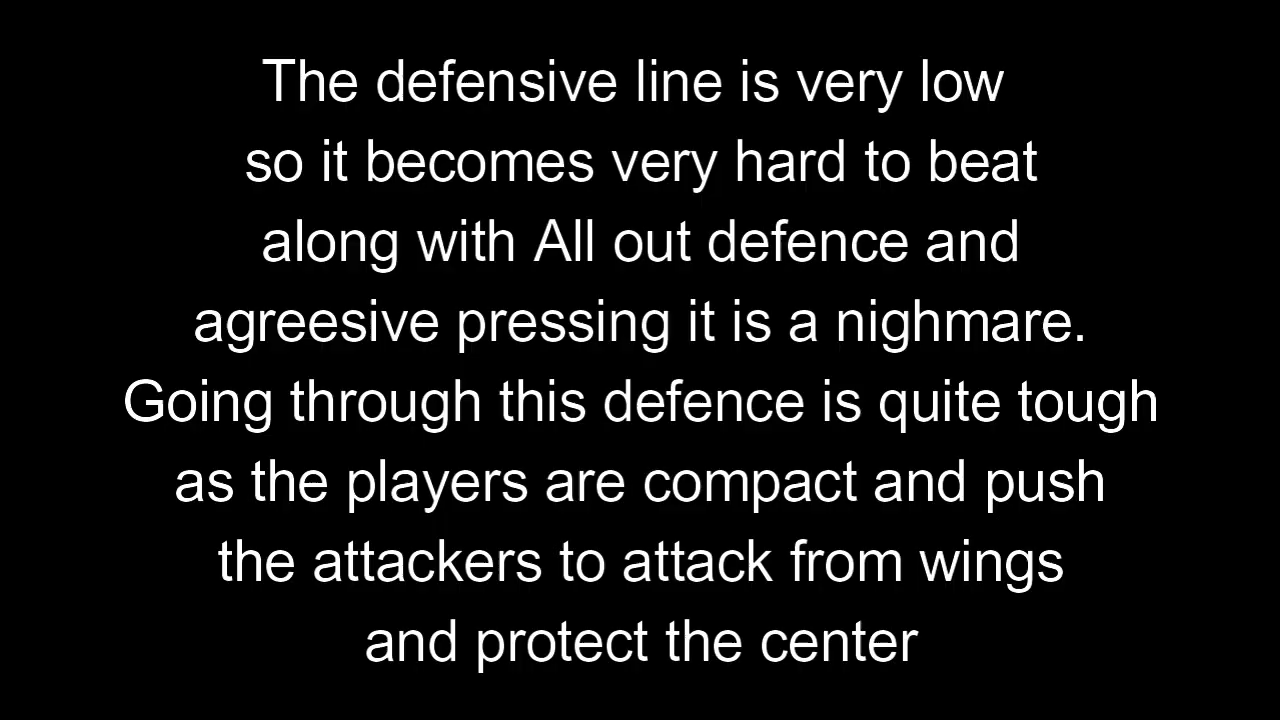 The defensive line is very low
so it becomes very hard to beat
along with All out defence and
agreesive pressing it is a nighmare.
Going through this defence is quite tough
as the players are compact and push
the attackers to attack from wings
and protect the center